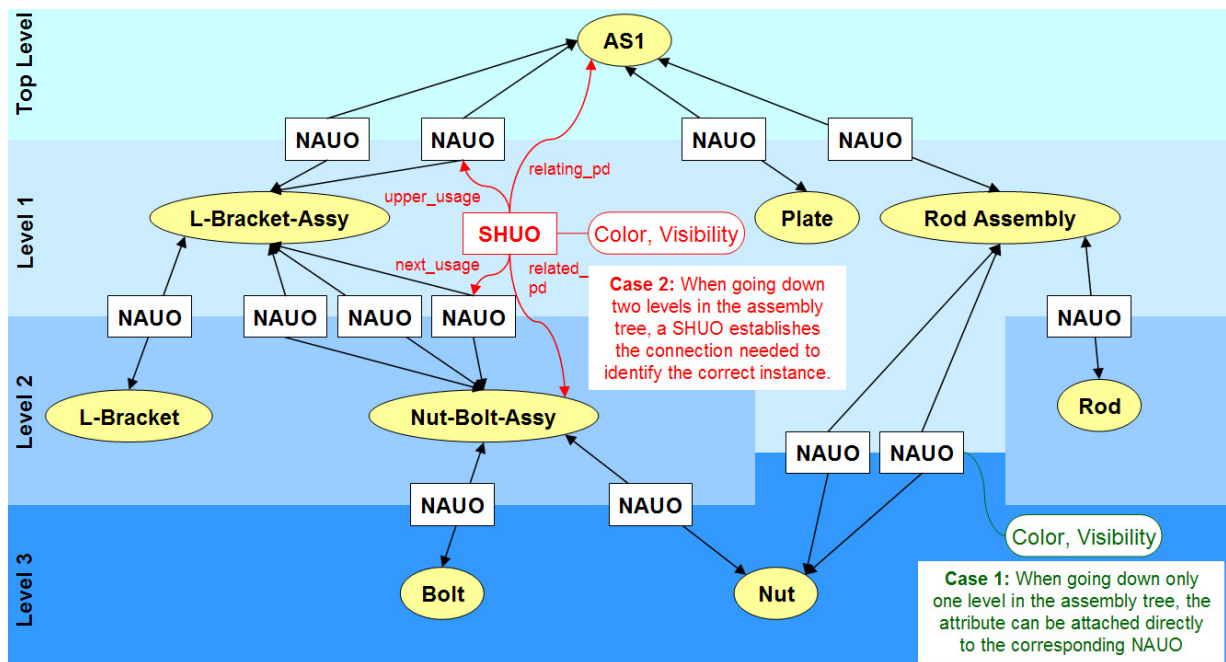 Top Level
AS1
NAUO
NAUO
NAUO
NAUO
relating_pd
upper_usage
Level 1
L-Bracket-Assy
SHUO
Color, Visibility
Plate
Rod Assembly
next_usage
related_
pd
Case 2: When going down
two levels in the assembly
tree, a SHUO establishes
the connection needed to
identify the correct instance.
NAUO
NAUO
NAUO
NAUO
NAUO
Level 2
L-Bracket
Nut-Bolt-Assy
Rod
NAUO
NAUO
NAUO
NAUO
Level 3
Color, Visibility
Bolt
Nut
Case 1: When going down only
one level in the assembly tree, the
attribute can be attached directly
to the corresponding NAUO